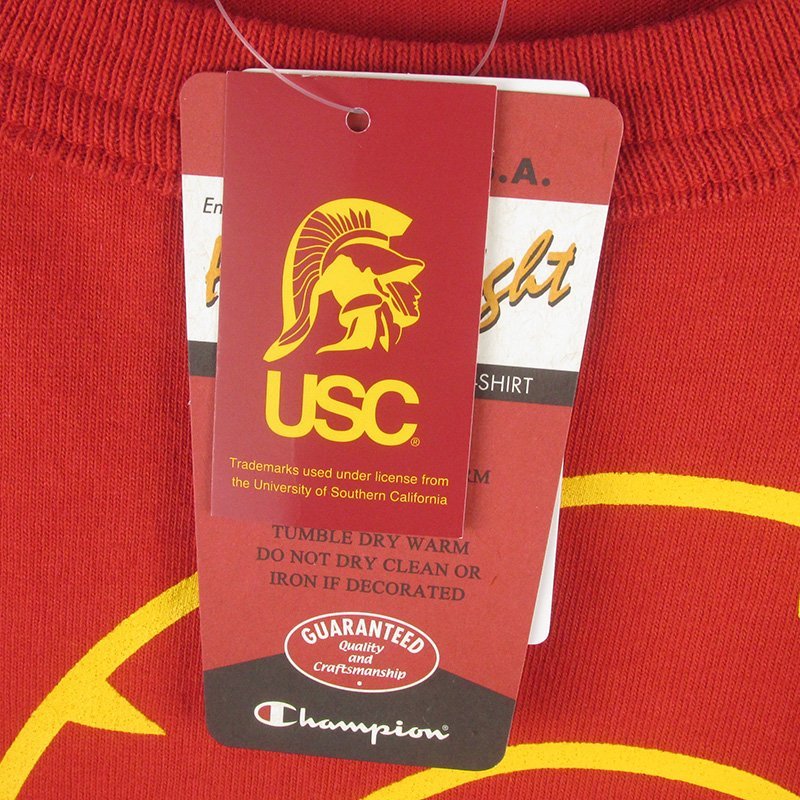 .A.
ght
-SHIRT
USC®
Trademarks used under license from
the University of Southern California
TUMBLE DRY WARM
DO NOT DRY CLEAN OR
IRON IF DECORATED
GUARANTEED
Quality
and
Craftsmanship
Champion®